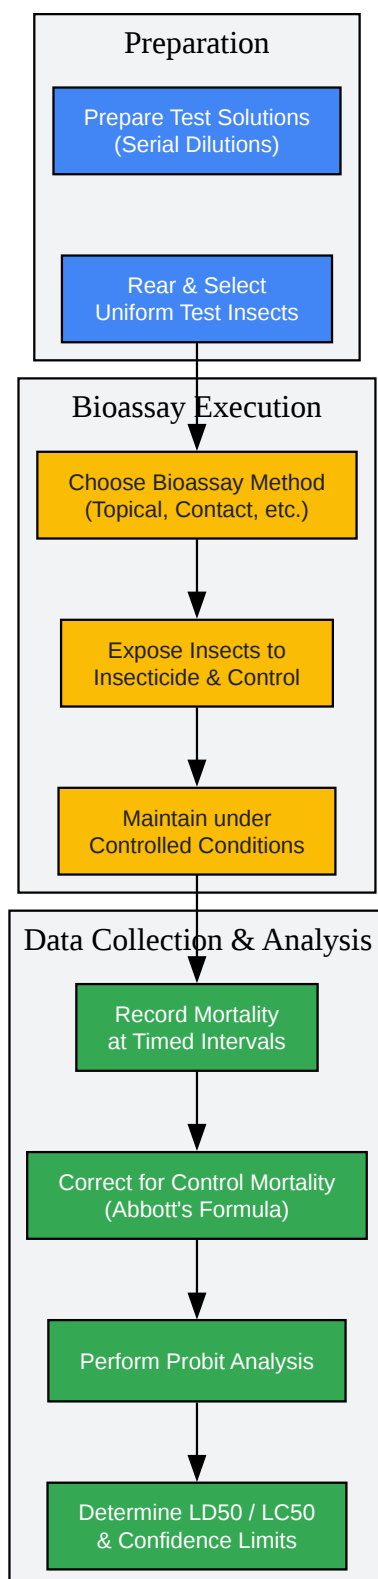 Preparation
Prepare Test Solutions
(Serial Dilutions)
Rear & Select
Uniform Test Insects
Bioassay Execution
Choose Bioassay Method
(Topical, Contact, etc.)
Expose Insects to
Insecticide & Control
Maintain under
Controlled Conditions
Data Collection & Analysis
Record Mortality
at Timed Intervals
Correct for Control Mortality
(Abbott's Formula)
Perform Probit Analysis
Determine LD50 / LC50
& Confidence Limits